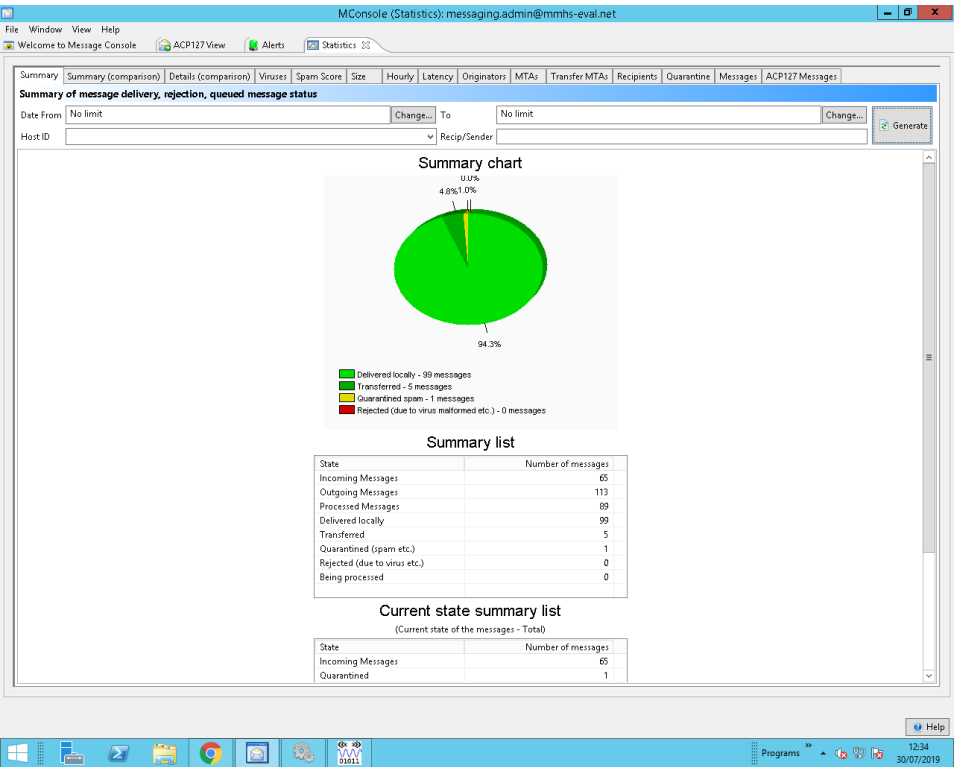 MConsole (Statistics): messaging.admin@mmhs-eval.net
File Window View Help
Welcome to Message Console ACP127 View Alerts Statistics
Summary Summary (comparison) Details (comparison) Viruses Spam Score Size Hourly Latency Originators MTAs Transfer MTAs Recipients Quarantine Messages ACP127 Messages
Summary of message delivery, rejection, queued message status
Date From No limit Change... To No limit Change... Generate
Host ID Recip/Sender
Summary chart
0.0%
4.8% 1.0%
94.3%
Delivered locally - 99 messages
Transferred - 5 messages
Quarantined spam - 1 messages
Rejected (due to virus malformed etc.) - 0 messages
Summary list
State Number of messages
Incoming Messages 65
Outgoing Messages 113
Processed Messages 89
Delivered locally 99
Transferred 5
Quarantined (spam etc.) 1
Rejected (due to virus etc.) 0
Being processed 0
Current state summary list
(Current state of the messages - Total)
State Number of messages
Incoming Messages 65
Quarantined 1
Help
01011
Programs
12:34
30/07/2019